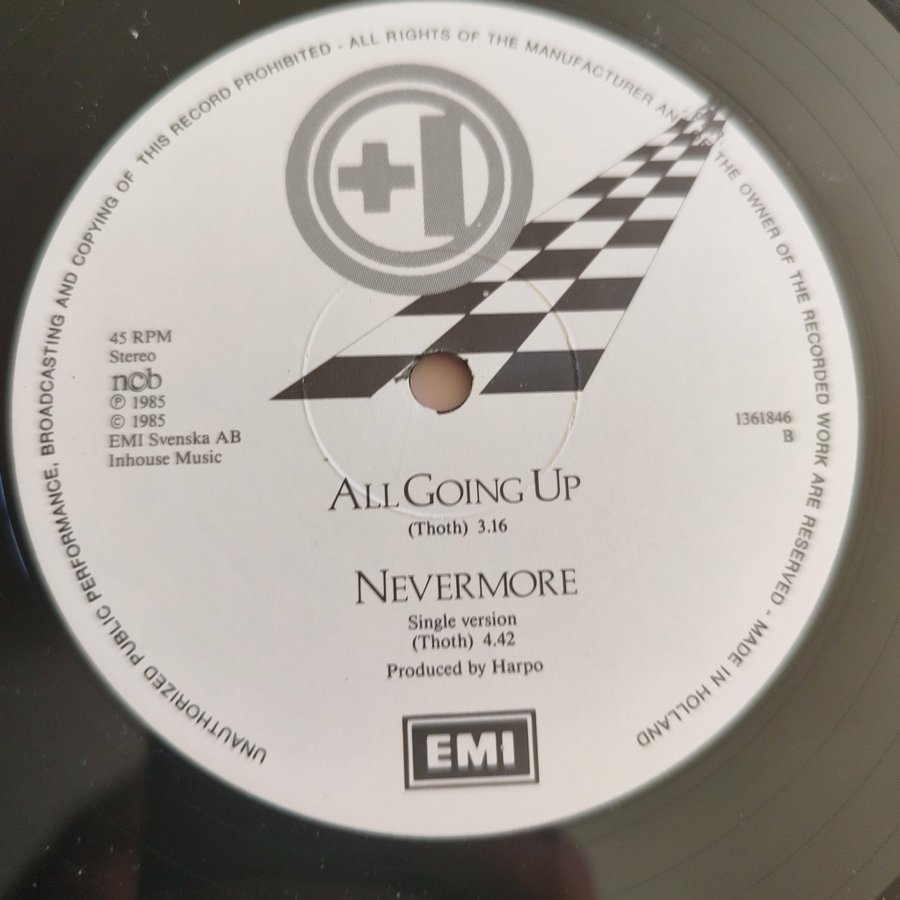 UNAUTHORIZED PUBLIC PERFORMANCE, BROADCASTING AND COPYING OF THIS RECORD PROHIBITED - ALL RIGHTS OF THE MANUFACTURER AND OF THE OWNER OF THE RECORDED WORK ARE RESERVED - MADE IN HOLLAND
45 RPM
Stereo
ncb
℗ 1985
© 1985
EMI Svenska AB
Inhouse Music
1361846
B
ALL GOING UP
(Thoth) 3.16
NEVERMORE
Single version
(Thoth) 4.42
Produced by Harpo
EMI